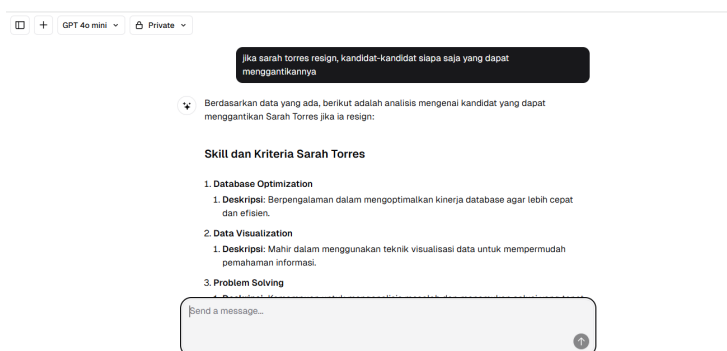 GPT 4o mini
Private
jika sarah torres resign, kandidat-kandidat siapa saja yang dapat
menggantikannya
Berdasarkan data yang ada, berikut adalah analisis mengenai kandidat yang dapat
menggantikan Sarah Torres jika ia resign:
Skill dan Kriteria Sarah Torres
1. Database Optimization
1. Deskripsi: Berpengalaman dalam mengoptimalkan kinerja database agar lebih cepat
dan efisien.
2. Data Visualization
1. Deskripsi: Mahir dalam menggunakan teknik visualisasi data untuk mempermudah
pemahaman informasi.
3. Problem Solving
Send a message...